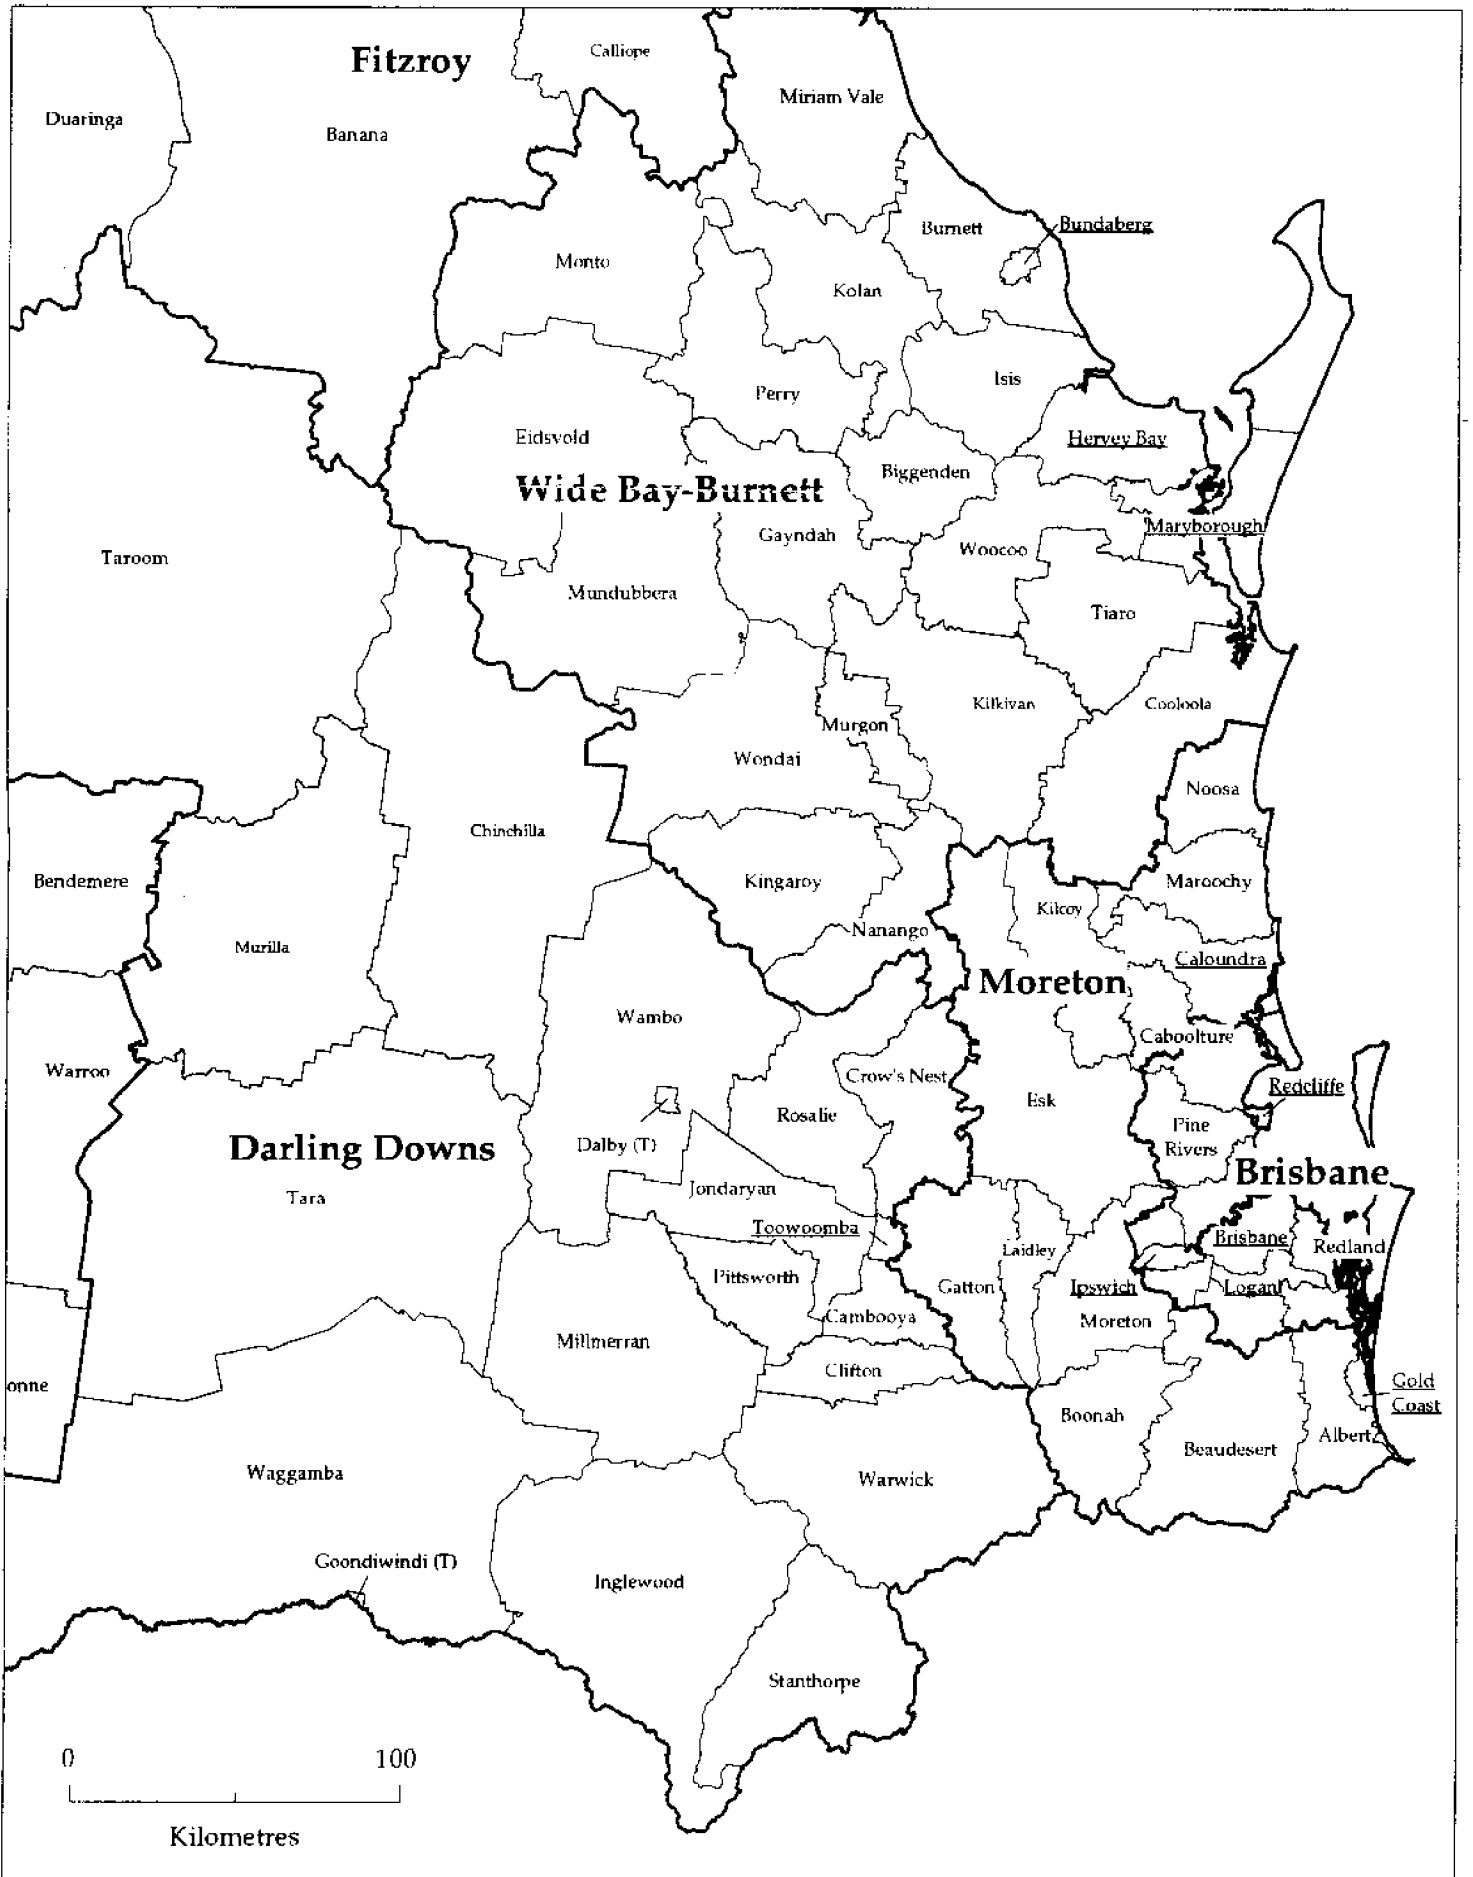 Calliope
Fitzroy
Miriam Vale
Duaringa
Banana
Bundaberg
Burnett
Monto
Kolan
Isis
Perry
Eidsvold
Hervey Bay
Biggenden
Wide Bay-Burnett
Maryborough
Gayndah
Woocoo
Taroom
Mundubbera
Tiaro
Kilkivan
Cooloola
Murgon
Wondai
Noosa
Chinchilla
Bendemere
Kingaroy
Maroochy
Kilcoy
Nanango
Murilla
Caloundra
Moreton
Wambo
Caboolture
Warroo
Crow's Nest
Redcliffe
Esk
Rosalie
Pine
Rivers
Dalby (T)
Darling Downs
Brisbane
Tara
Jondaryan
Toowoomba
Brisbane
Redland
Laidley
Pittsworth
Gatton
Ipswich
Logan
Cambooya
Moreton
Millmerran
Clifton
onne
Gold
Coast
Boonah
Albert
Beaudesert
Waggamba
Warwick
Goondiwindi (T)
Inglewood
Stanthorpe
0 100
Kilometres